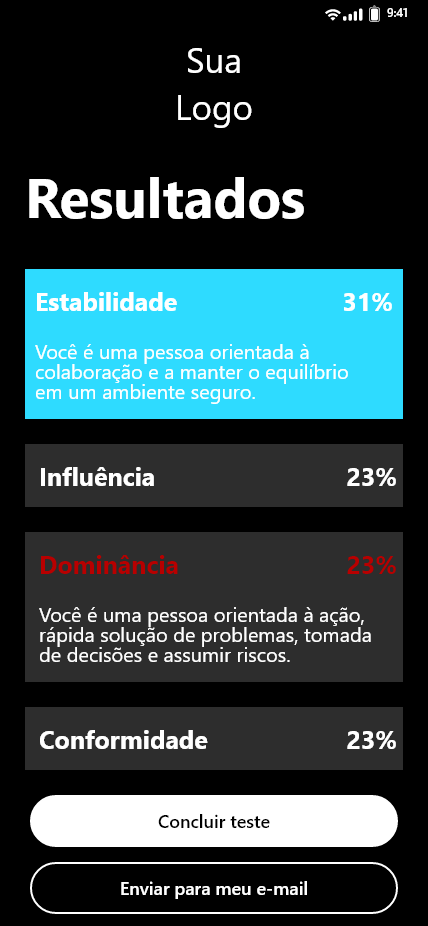 9:41
Sua
Logo
Resultados
Estabilidade 31%
Você é uma pessoa orientada à
colaboração e a manter o equilíbrio
em um ambiente seguro.
Influência 23%
Dominância 23%
Você é uma pessoa orientada à ação,
rápida solução de problemas, tomada
de decisões e assumir riscos.
Conformidade 23%
Concluir teste
Enviar para meu e-mail